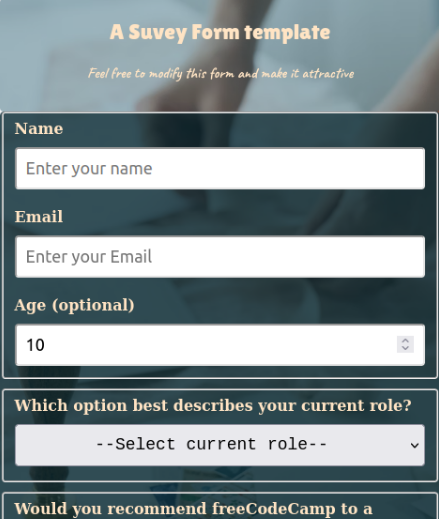 A Suvey Form template
Feel free to modify this form and make it attractive
Name
Enter your name
Email
Enter your Email
Age (optional)
10
Which option best describes your current role?
--Select current role--
Would you recommend freeCodeCamp to a